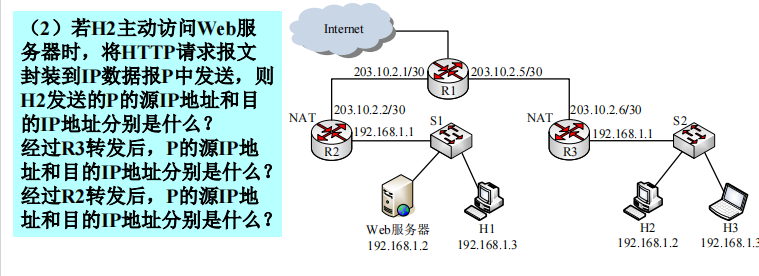 （2）若H2主动访问Web服
务器时，将HTTP请求报文
封装到IP数据报P中发送，则
H2发送的P的源IP地址和目
的IP地址分别是什么？
经过R3转发后，P的源IP地
址和目的IP地址分别是什么？
经过R2转发后，P的源IP地
址和目的IP地址分别是什么？
Internet
203.10.2.1/30
203.10.2.5/30
R1
203.10.2.2/30
203.10.2.6/30
NAT
S1
NAT
S2
192.168.1.1
192.168.1.1
R2
R3
Web服务器
H1
H2
H3
192.168.1.2
192.168.1.3
192.168.1.2
192.168.1.3